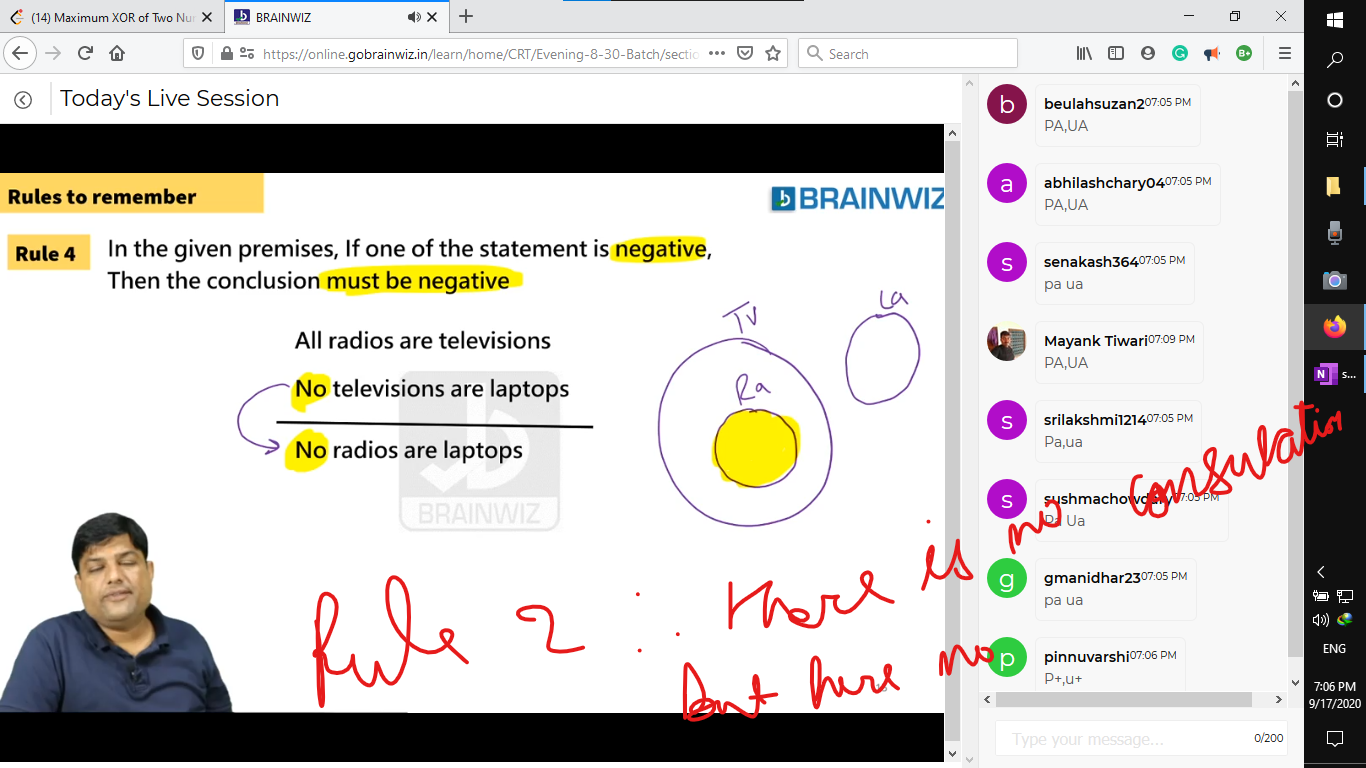 (14) Maximum XOR of Two Nu
BRAINWIZ
https://online.gobrainwiz.in/learn/home/CRT/Evening-8-30-Batch/sectio
Search
Today's Live Session
Rules to remember
BRAINWIZ
Rule 4
In the given premises, If one of the statement is negative,
Then the conclusion must be negative
All radios are televisions
No televisions are laptops
No radios are laptops
TV
Ra
La
BRAINWIZ
Rule 2 : there is no consulation
but here no
b
beulahsuzan2 07:05 PM
PA,UA
a
abhilashchary04 07:05 PM
PA,UA
s
senakash364 07:05 PM
pa ua
Mayank Tiwari 07:09 PM
PA,UA
s
srilakshmi1214 07:05 PM
Pa,ua
s
sushmachowdary 07:05 PM
Pa Ua
g
gmanidhar23 07:05 PM
pa ua
p
pinnuvarshi 07:06 PM
P+,u+
Type your message...
0/200
N s...
ENG
7:06 PM
9/17/2020